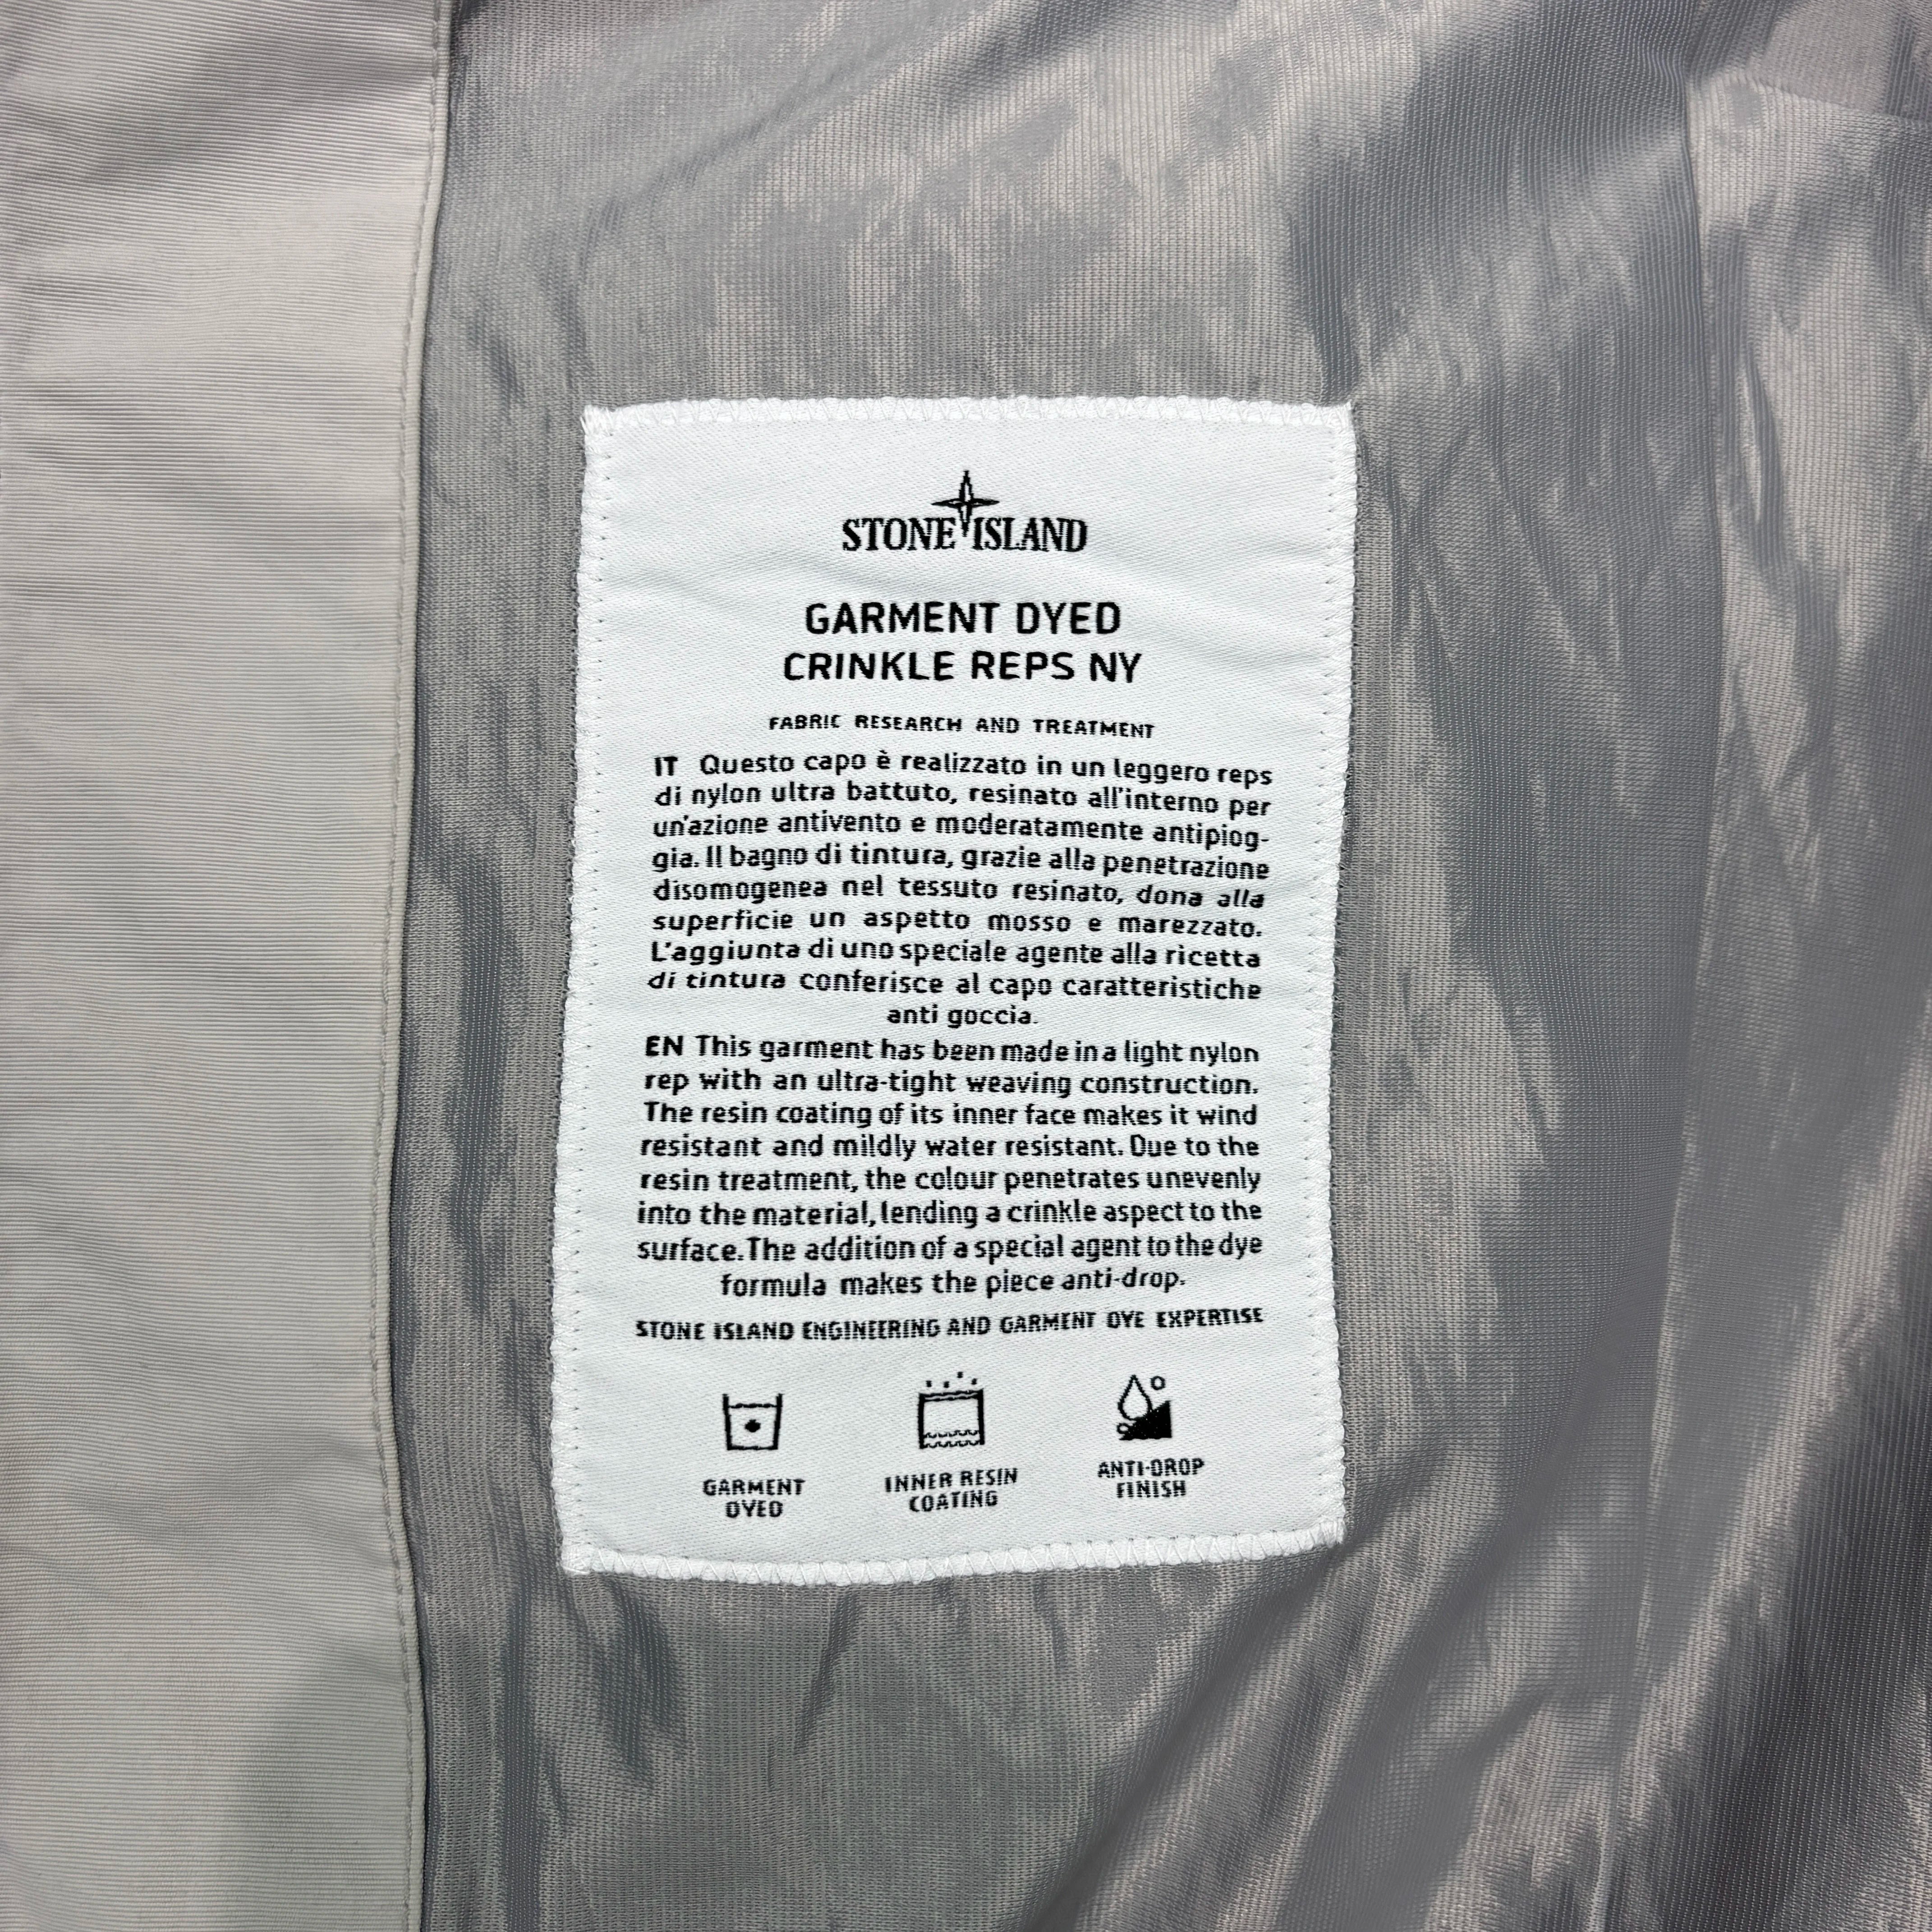 STONE ISLAND
GARMENT DYED
CRINKLE REPS NY
FABRIC RESEARCH AND TREATMENT
IT Questo capo è realizzato in un leggero reps
di nylon ultra battuto, resinato all'interno per
un'azione antivento e moderatamente antipiog-
gia. Il bagno di tintura, grazie alla penetrazione
disomogenea nel tessuto resinato, dona alla
superficie un aspetto mosso e marezzato.
L'aggiunta di uno speciale agente alla ricetta
di tintura conferisce al capo caratteristiche
anti goccia.
EN This garment has been made in a light nylon
rep with an ultra-tight weaving construction.
The resin coating of its inner face makes it wind
resistant and mildly water resistant. Due to the
resin treatment, the colour penetrates unevenly
into the material, lending a crinkle aspect to the
surface. The addition of a special agent to the dye
formula makes the piece anti-drop.
STONE ISLAND ENGINEERING AND GARMENT DYE EXPERTISE
GARMENT
DYED
INNER RESIN
COATING
ANTI-DROP
FINISH